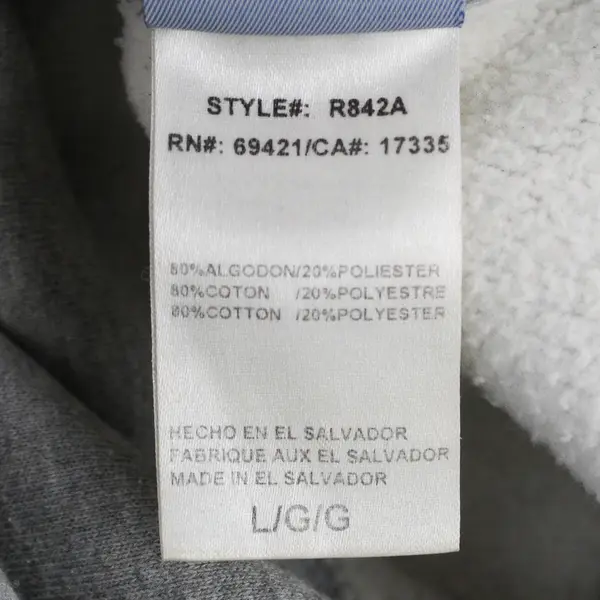 STYLE#: R842A
RN#: 69421/CA#: 17335
80%ALGODON/20%POLIESTER
80%COTON /20%POLYESTRE
80%COTTON /20%POLYESTER
HECHO EN EL SALVADOR
FABRIQUE AUX EL SALVADOR
MADE IN EL SALVADOR
L/G/G